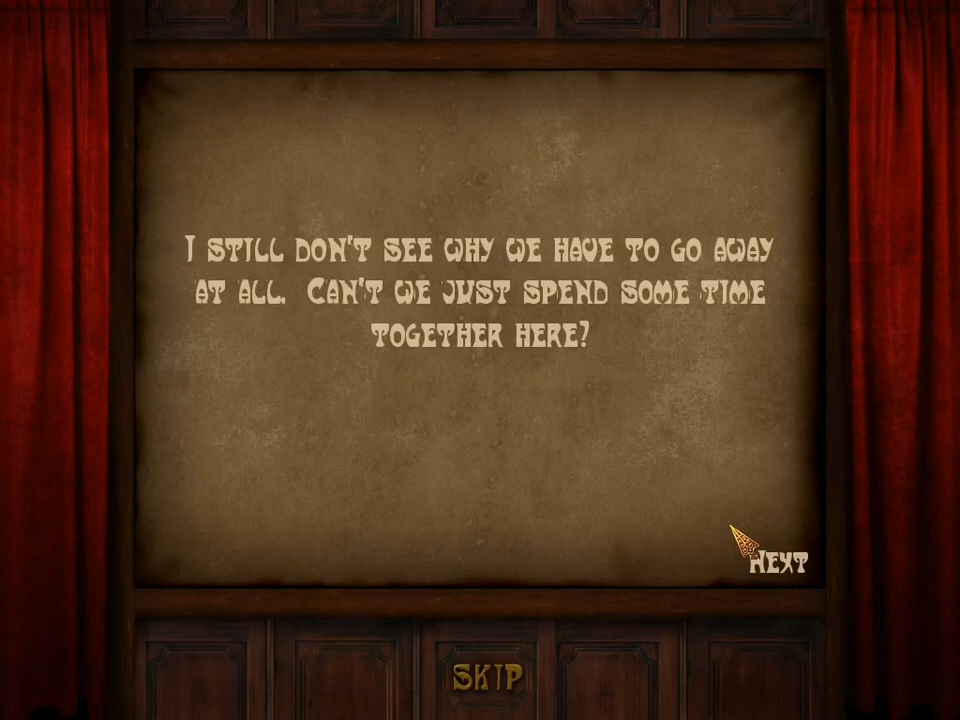 I still don't see why we have to go away
at all. Can't we just spend some time
together here?
Next
Skip